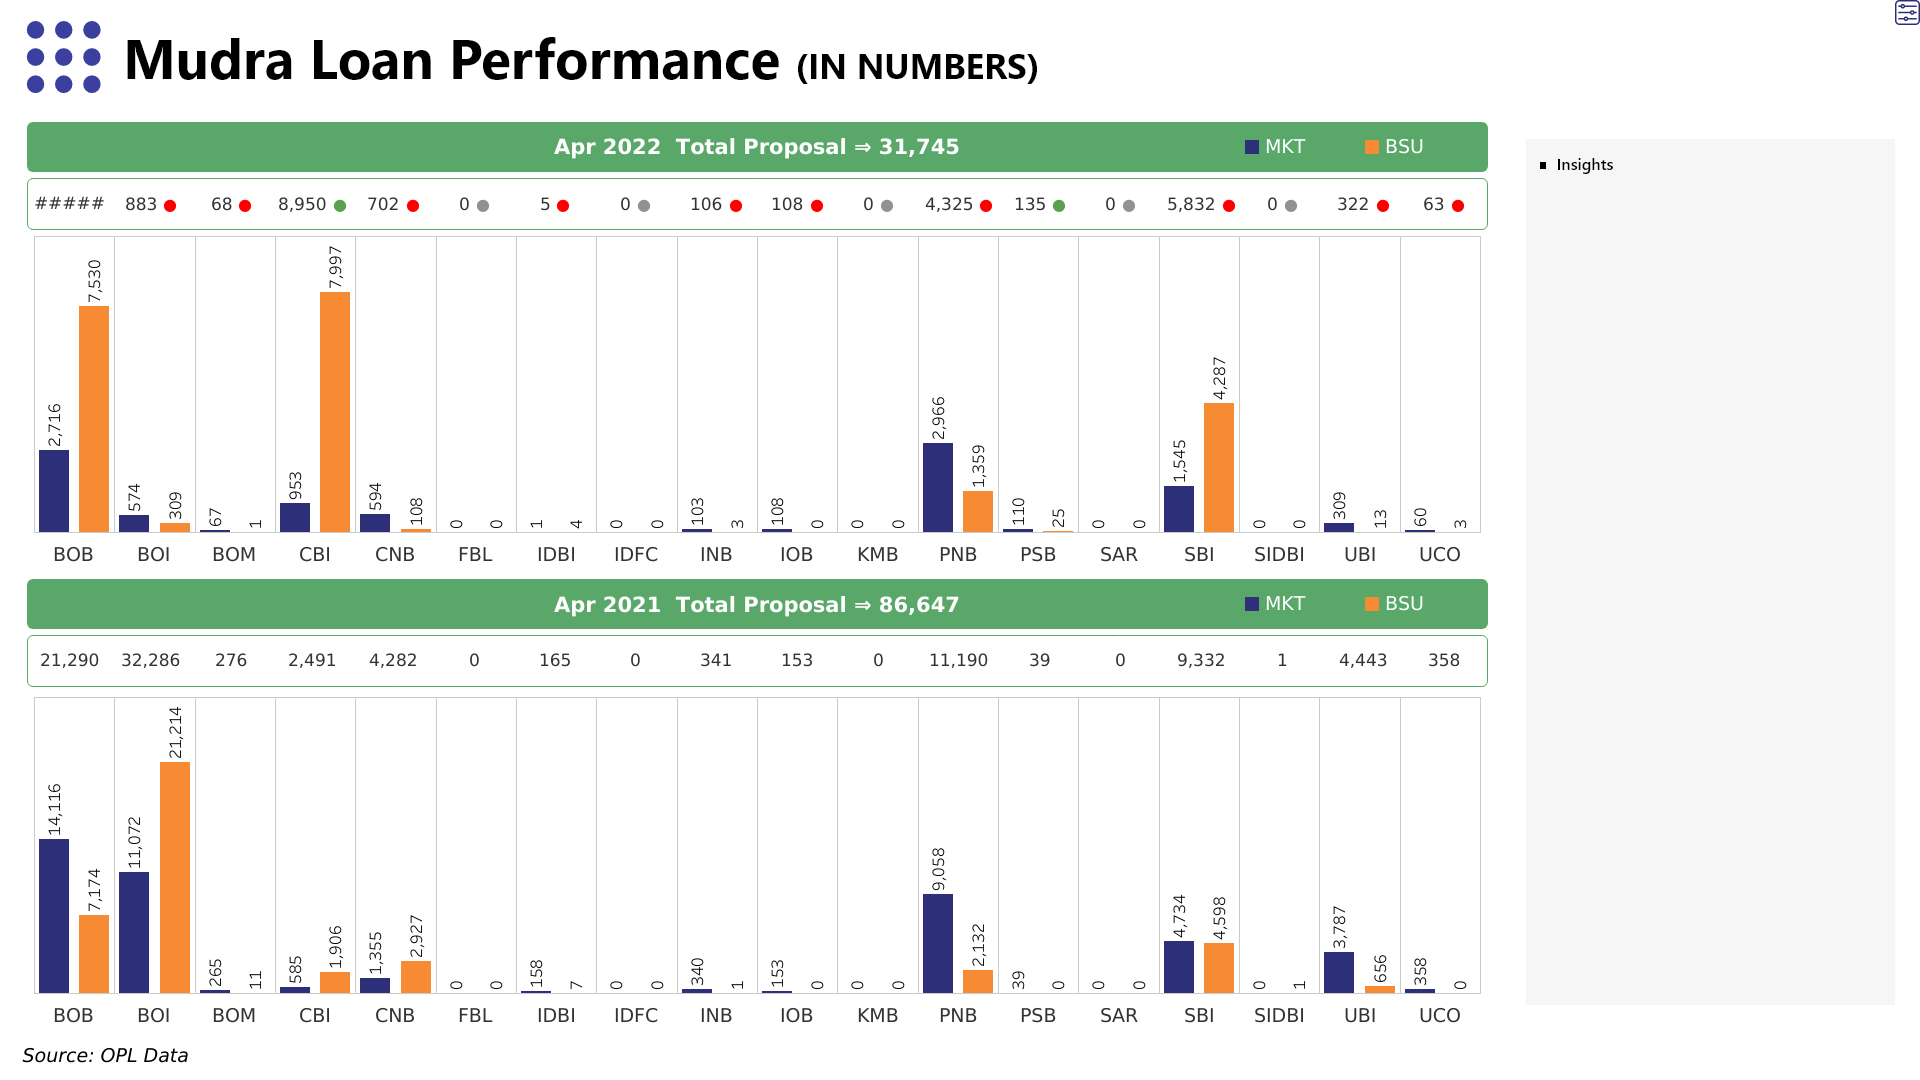 Mudra Loan Performance (IN NUMBERS)
Apr 2022 Total Proposal ⇒ 31,745 MKT BSU
##### 883 68 8,950 702 0 5 0 106 108 0 4,325 135 0 5,832 0 322 63
2,716 7,530 574 309 67 1 953 7,997 594 108 0 0 1 4 0 0 103 3 108 0 0 0 2,966 1,359 110 25 0 0 1,545 4,287 0 0 309 13 60 3
BOB BOI BOM CBI CNB FBL IDBI IDFC INB IOB KMB PNB PSB SAR SBI SIDBI UBI UCO
Apr 2021 Total Proposal ⇒ 86,647 MKT BSU
21,290 32,286 276 2,491 4,282 0 165 0 341 153 0 11,190 39 0 9,332 1 4,443 358
14,116 7,174 11,072 21,214 265 11 585 1,906 1,355 2,927 0 0 158 7 0 0 340 1 153 0 0 0 9,058 2,132 39 0 0 0 4,734 4,598 0 1 3,787 656 358 0
BOB BOI BOM CBI CNB FBL IDBI IDFC INB IOB KMB PNB PSB SAR SBI SIDBI UBI UCO
Source: OPL Data
▪ Insights